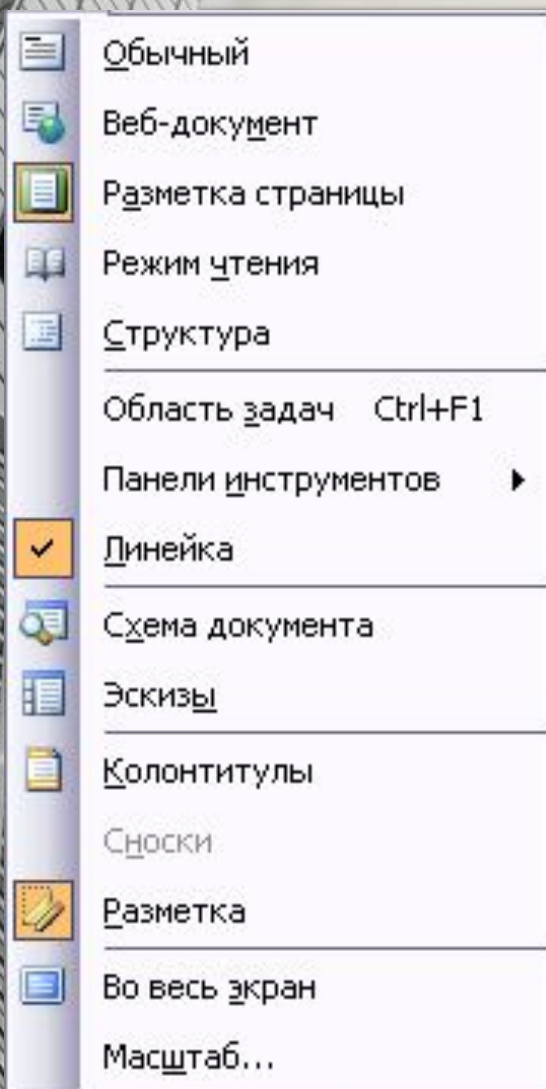 Обычный
Веб-документ
Разметка страницы
Режим чтения
Структура
Область задач Ctrl+F1
Панели инструментов
Линейка
Схема документа
Эскизы
Колонтитулы
Сноски
Разметка
Во весь экран
Масштаб...